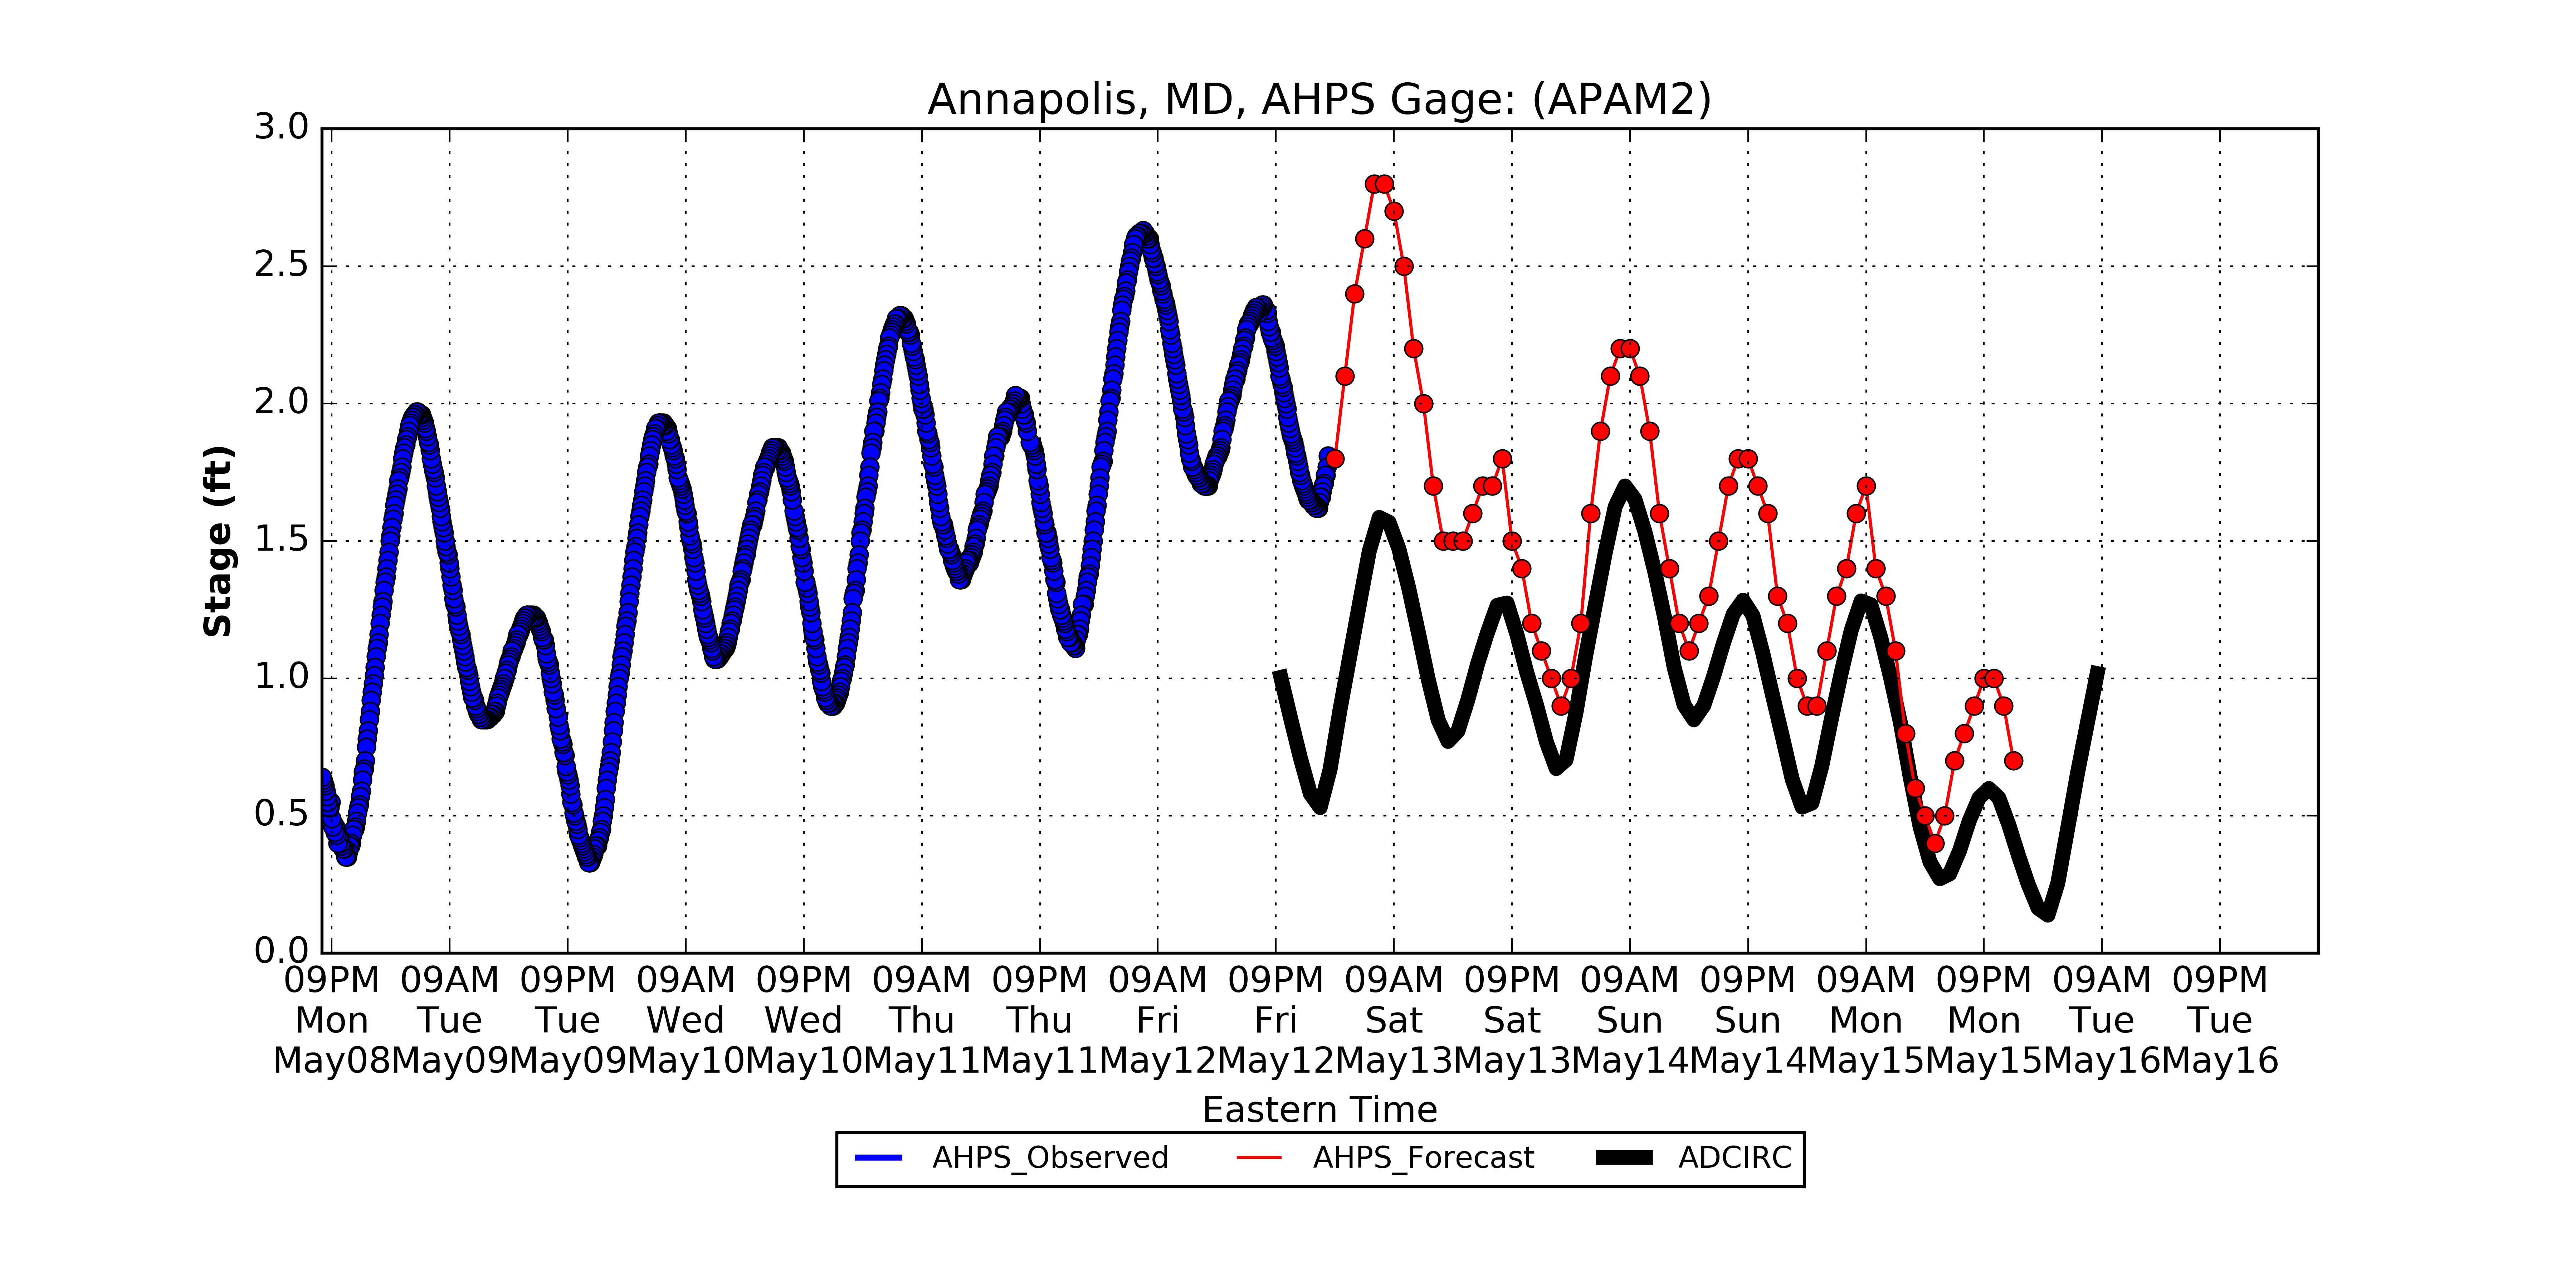 Annapolis, MD, AHPS Gage: (APAM2)
Stage (ft)
3.0
2.5
2.0
1.5
1.0
0.5
0.0
09PM 09AM 09PM 09AM 09PM 09AM 09PM 09AM 09PM 09AM 09PM 09AM 09PM 09AM 09PM 09AM 09PM
Mon Tue Tue Wed Wed Thu Thu Fri Fri Sat Sat Sun Sun Mon Mon Tue Tue
May08 May09 May09 May10 May10 May11 May11 May12 May12 May13 May13 May14 May14 May15 May15 May16 May16
Eastern Time
AHPS_Observed AHPS_Forecast ADCIRC